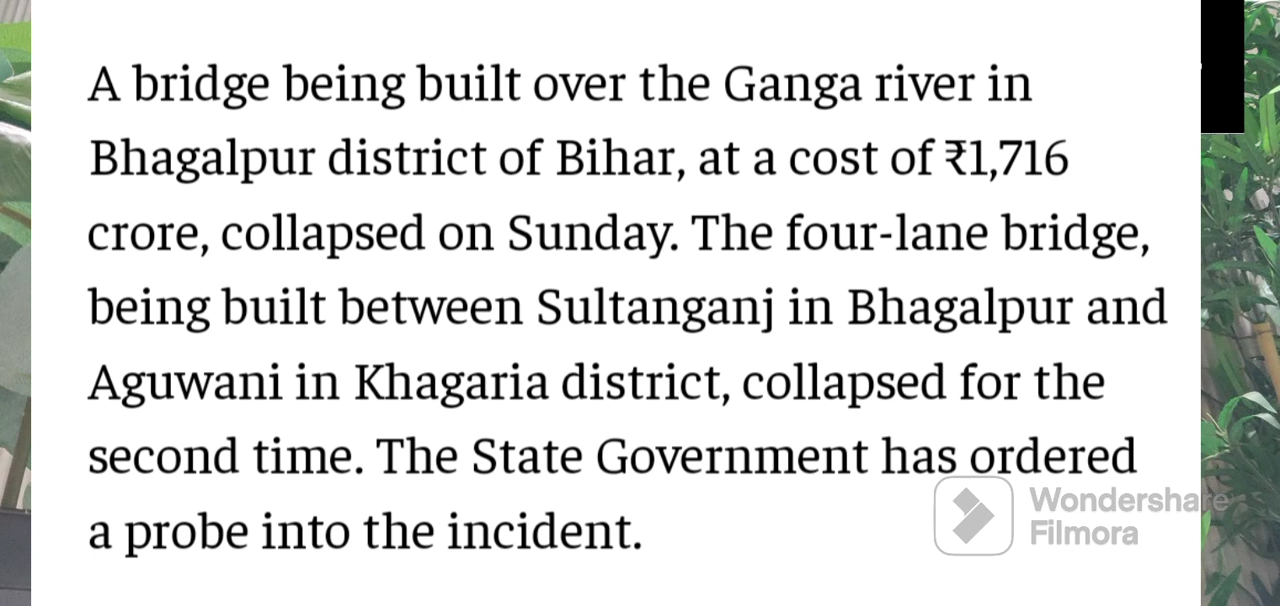 A bridge being built over the Ganga river in
Bhagalpur district of Bihar, at a cost of ₹1,716
crore, collapsed on Sunday. The four-lane bridge,
being built between Sultanganj in Bhagalpur and
Aguwani in Khagaria district, collapsed for the
second time. The State Government has ordered
a probe into the incident.
Wondershare
Filmora